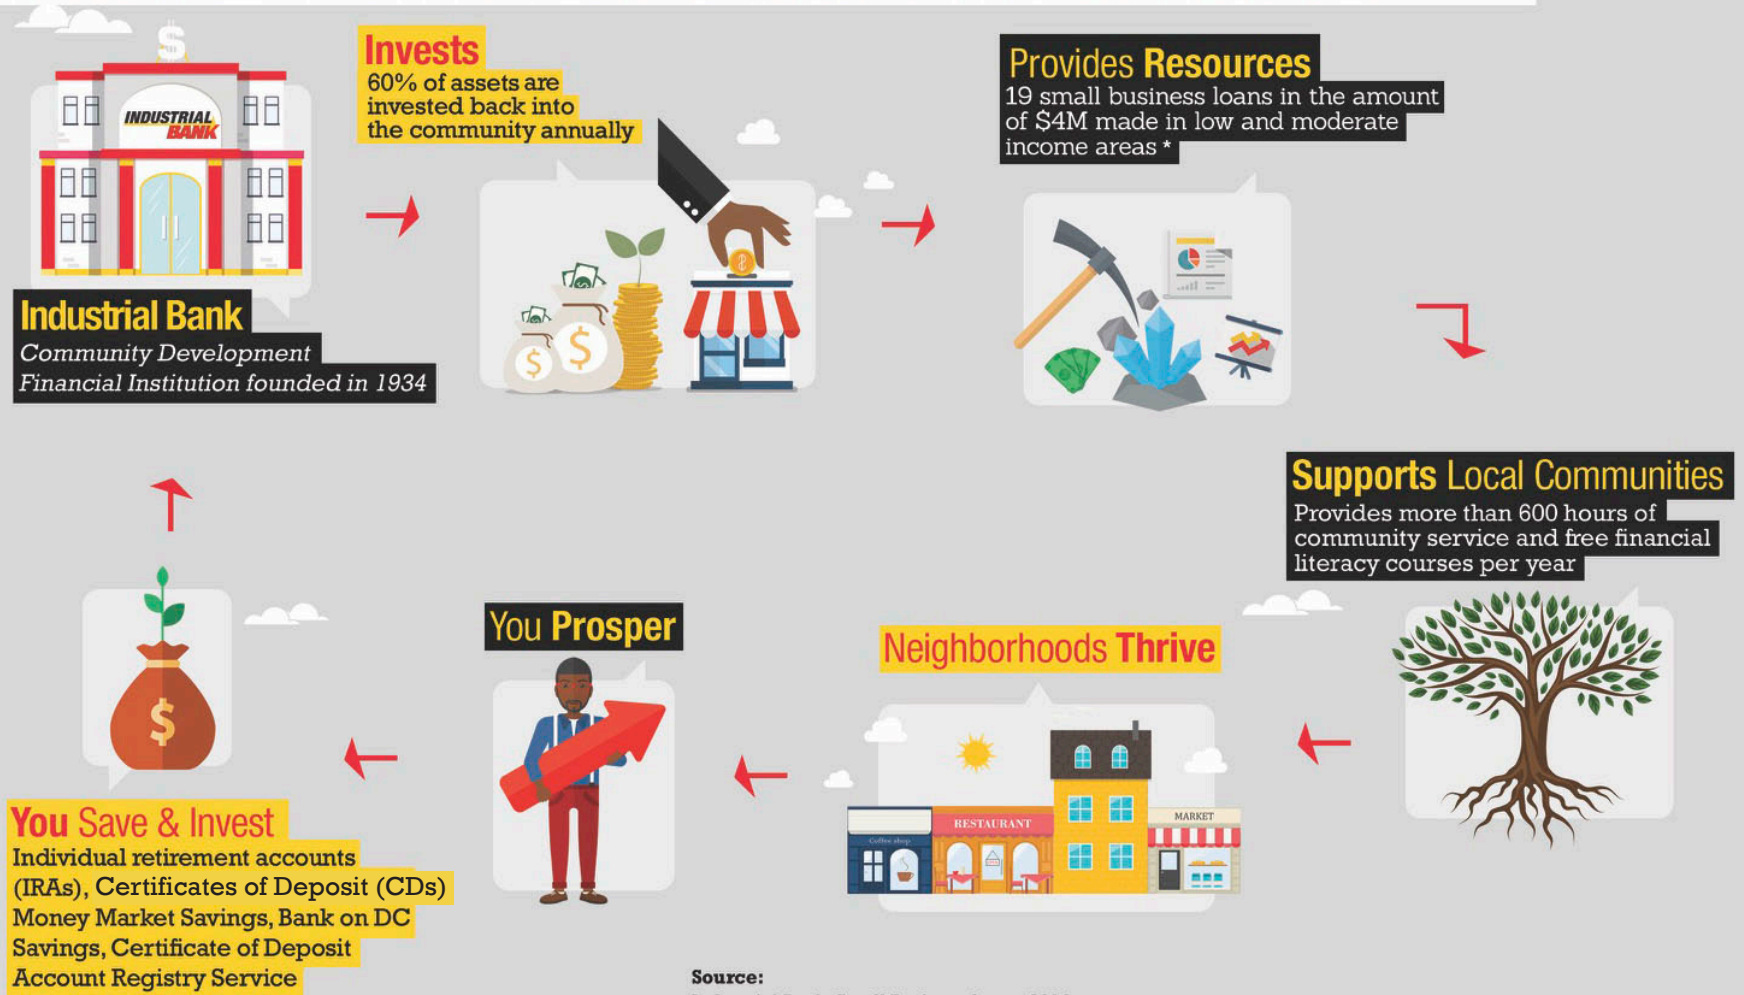 INDUSTRIAL
BANK
Industrial Bank
Community Development
Financial Institution founded in 1934
Invests
60% of assets are
invested back into
the community annually
Provides Resources
19 small business loans in the amount
of $4M made in low and moderate
income areas *
Supports Local Communities
Provides more than 600 hours of
community service and free financial
literacy courses per year
Neighborhoods Thrive
Coffee shop
RESTAURANT
MARKET
You Prosper
You Save & Invest
Individual retirement accounts
(IRAs), Certificates of Deposit (CDs)
Money Market Savings, Bank on DC
Savings, Certificate of Deposit
Account Registry Service
Source: